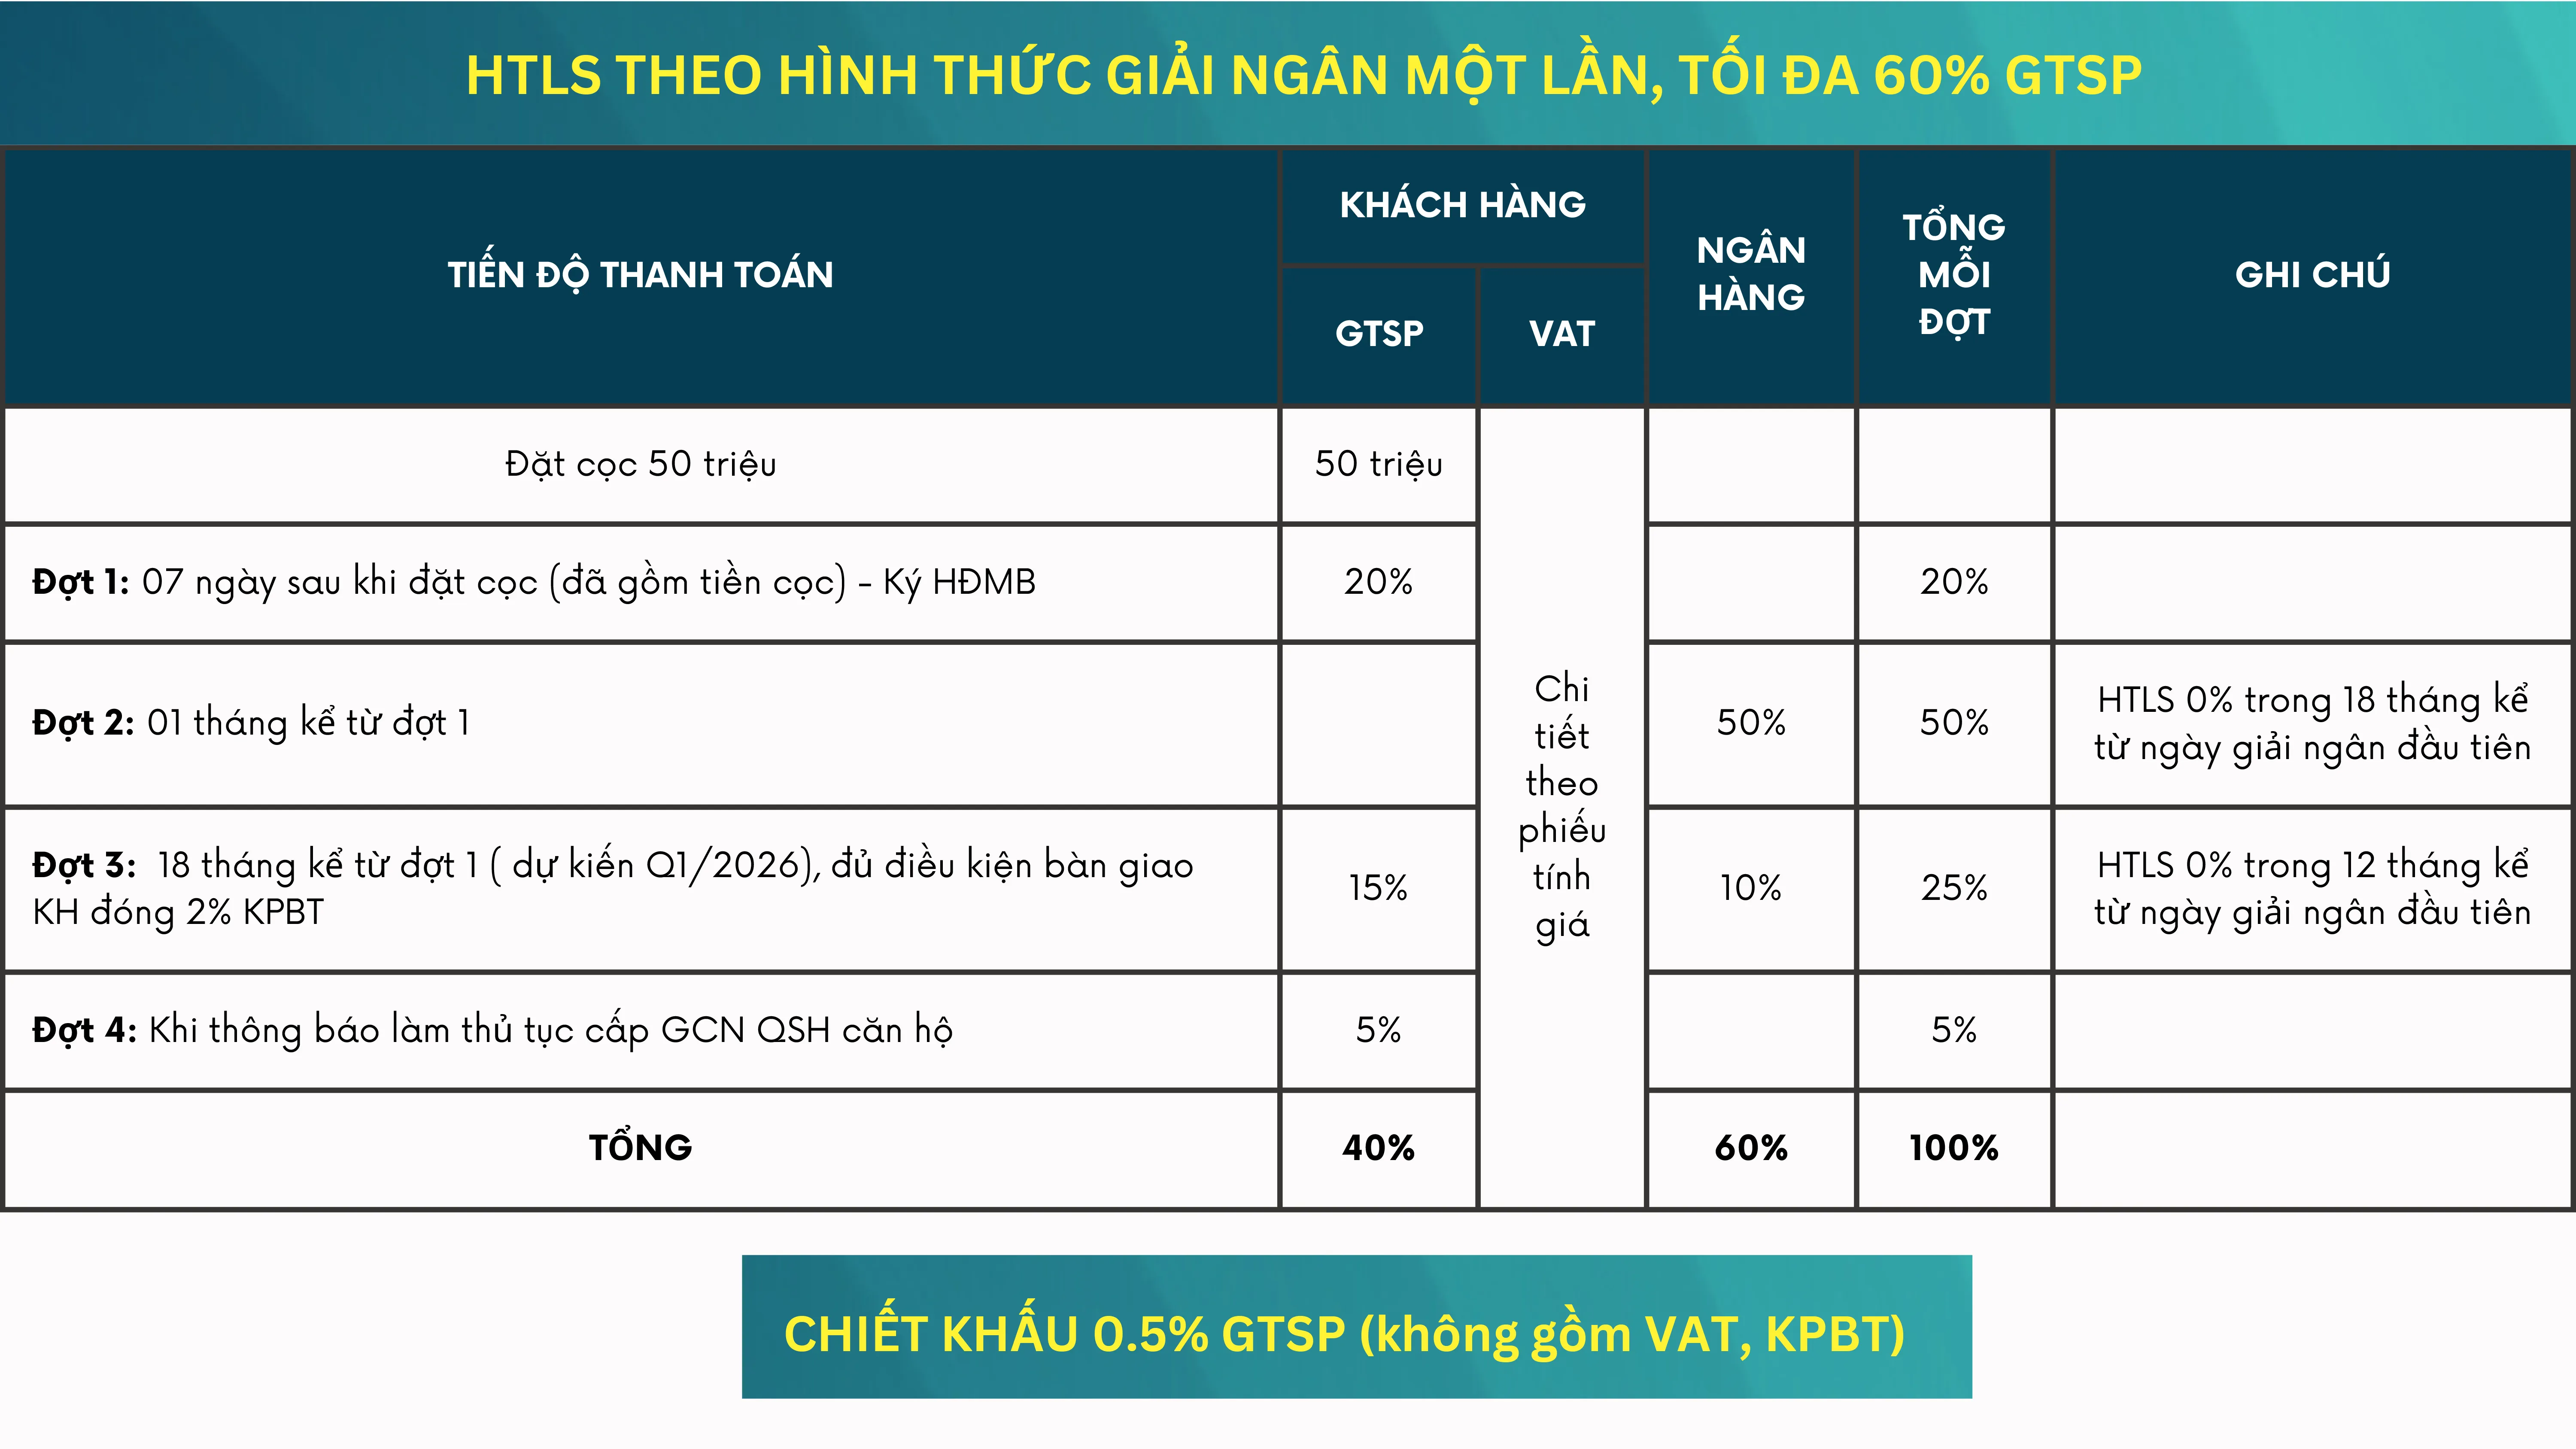 HTLS THEO HÌNH THỨC GIẢI NGÂN MỘT LẦN, TỐI ĐA 60% GTSP
TIẾN ĐỘ THANH TOÁN
KHÁCH HÀNG
GTSP
VAT
NGÂN
HÀNG
TỔNG
MỖI
ĐỢT
GHI CHÚ
Đặt cọc 50 triệu
50 triệu
Đợt 1: 07 ngày sau khi đặt cọc (đã gồm tiền cọc) - Ký HĐMB
20%
20%
Đợt 2: 01 tháng kể từ đợt 1
50%
50%
HTLS 0% trong 18 tháng kể
từ ngày giải ngân đầu tiên
Chi
tiết
theo
phiếu
tính
giá
Đợt 3:  18 tháng kể từ đợt 1 ( dự kiến Q1/2026), đủ điều kiện bàn giao
KH đóng 2% KPBT
15%
10%
25%
HTLS 0% trong 12 tháng kể
từ ngày giải ngân đầu tiên
Đợt 4: Khi thông báo làm thủ tục cấp GCN QSH căn hộ
5%
5%
TỔNG
40%
60%
100%
CHIẾT KHẤU 0.5% GTSP (không gồm VAT, KPBT)